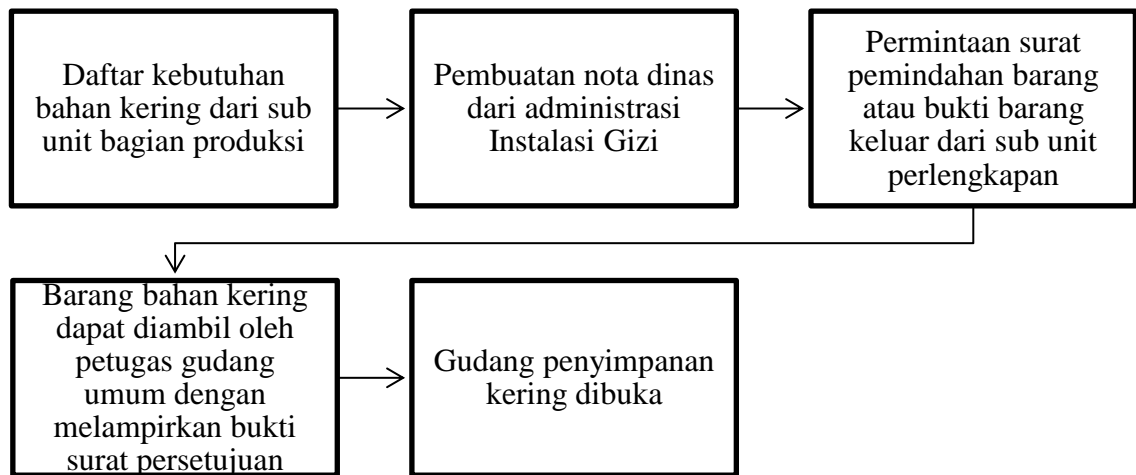 Daftar kebutuhan
bahan kering dari sub
unit bagian produksi
Pembuatan nota dinas
dari administrasi
Instalasi Gizi
Permintaan surat
pemindahan barang
atau bukti barang
keluar dari sub unit
perlengkapan
Barang bahan kering
dapat diambil oleh
petugas gudang
umum dengan
melampirkan bukti
surat persetujuan
Gudang penyimpanan
kering dibuka